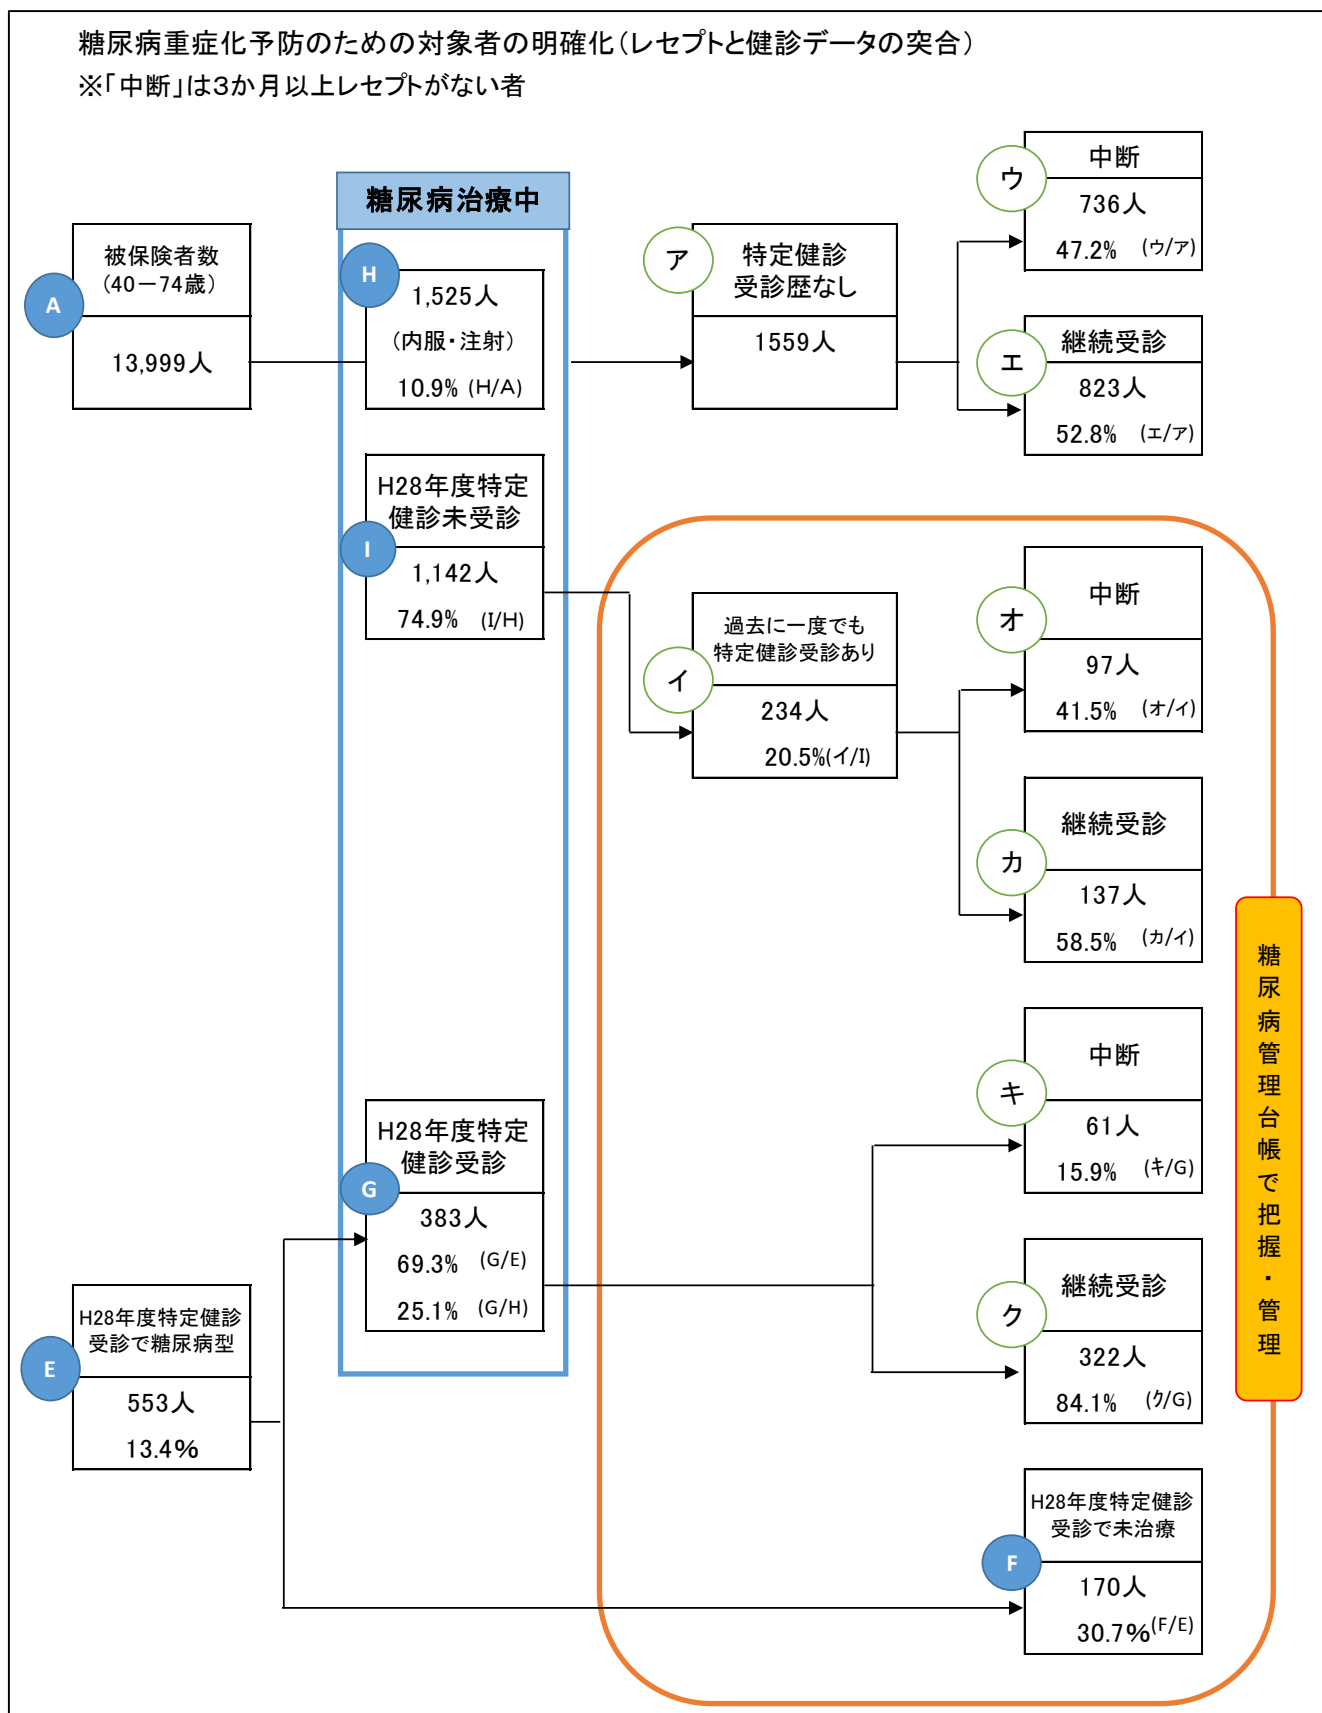 糖尿病重症化予防のための対象者の明確化（レセプトと健診データの突合）
※「中断」は３か月以上レセプトがない者
糖尿病治療中
A
被保険者数
（40－74歳）
13,999人
H
1,525人
（内服・注射）
10.9% (H/A)
ア
特定健診
受診歴なし
1559人
ウ
中断
736人
47.2% (ウ/ア)
エ
継続受診
823人
52.8% (エ/ア)
I
H28年度特定
健診未受診
1,142人
74.9% (I/H)
イ
過去に一度でも
特定健診受診あり
234人
20.5%(イ/I)
オ
中断
97人
41.5% (オ/イ)
カ
継続受診
137人
58.5% (カ/イ)
G
H28年度特定
健診受診
383人
69.3% (G/E)
25.1% (G/H)
キ
中断
61人
15.9% (ｷ/G)
ク
継続受診
322人
84.1% (ｸ/G)
E
H28年度特定健診
受診で糖尿病型
553人
13.4%
F
H28年度特定健診
受診で未治療
170人
30.7%(F/E)
糖尿病管理台帳で把握・管理